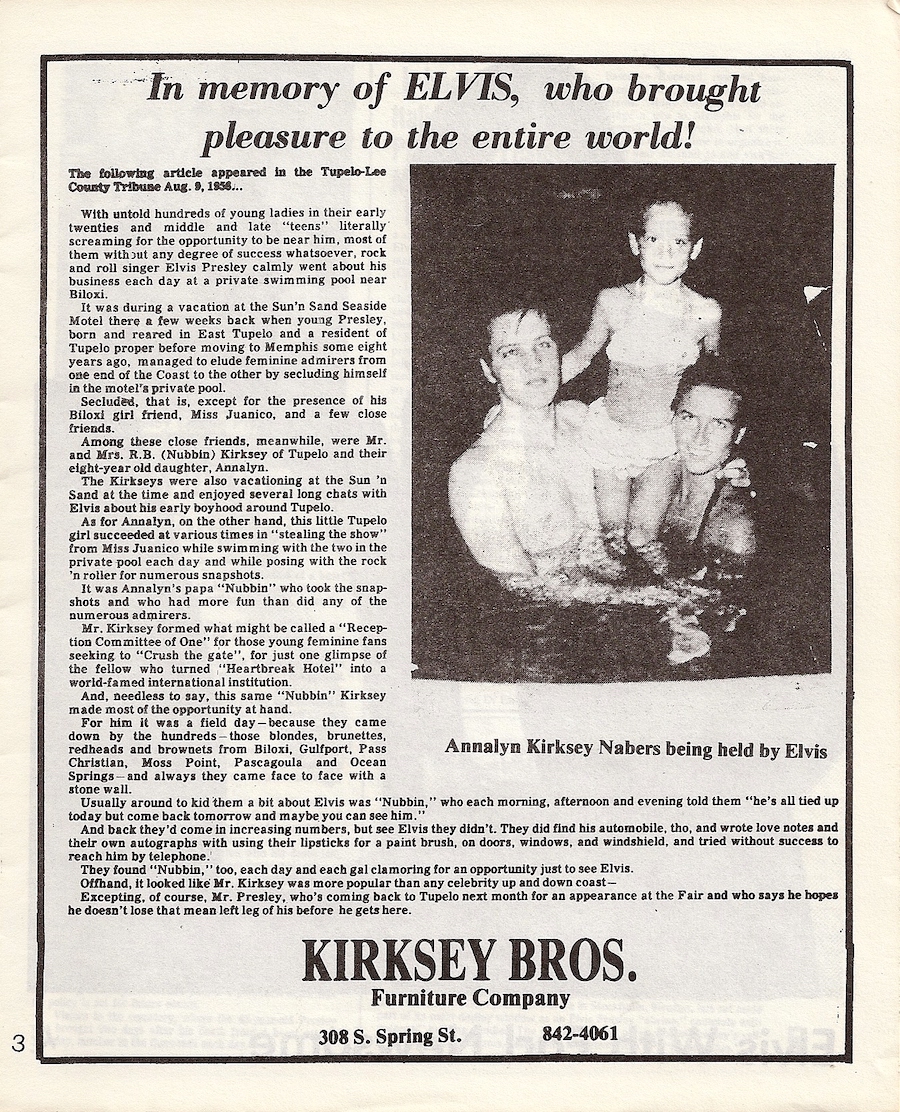 In memory of ELVIS, who brought
pleasure to the entire world!
The following article appeared in the Tupelo-Lee
County Tribune Aug. 9, 1956...
With untold hundreds of young ladies in their early
twenties and middle and late "teens" literally
screaming for the opportunity to be near him, most of
them without any degree of success whatsoever, rock
and roll singer Elvis Presley calmly went about his
business each day at a private swimming pool near
Biloxi.
It was during a vacation at the Sun'n Sand Seaside
Motel there a few weeks back when young Presley,
born and reared in East Tupelo and a resident of
Tupelo proper before moving to Memphis some eight
years ago, managed to elude feminine admirers from
one end of the Coast to the other by secluding himself
in the motel's private pool.
Secluded, that is, except for the presence of his
Biloxi girl friend, Miss Juanico, and a few close
friends.
Among these close friends, meanwhile, were Mr.
and Mrs. R.B. (Nubbin) Kirksey of Tupelo and their
eight-year old daughter, Annalyn.
The Kirkseys were also vacationing at the Sun 'n
Sand at the time and enjoyed several long chats with
Elvis about his early boyhood around Tupelo.
As for Annalyn, on the other hand, this little Tupelo
girl succeeded at various times in "stealing the show"
from Miss Juanico while swimming with the two in the
private pool each day and while posing with the rock
'n roller for numerous snapshots.
It was Annalyn's papa "Nubbin" who took the snap-
shots and who had more fun than did any of the
numerous admirers.
Mr. Kirksey formed what might be called a "Recep-
tion Committee of One" for those young feminine fans
seeking to "Crush the gate", for just one glimpse of
the fellow who turned "Heartbreak Hotel" into a
world-famed international institution.
And, needless to say, this same "Nubbin" Kirksey
made most of the opportunity at hand.
For him it was a field day—because they came
down by the hundreds—those blondes, brunettes,
redheads and brownets from Biloxi, Gulfport, Pass
Christian, Moss Point, Pascagoula and Ocean
Springs—and always they came face to face with a
stone wall.
Usually around to kid them a bit about Elvis was "Nubbin," who each morning, afternoon and evening told them "he's all tied up
today but come back tomorrow and maybe you can see him."
And back they'd come in increasing numbers, but see Elvis they didn't. They did find his automobile, tho, and wrote love notes and
their own autographs with using their lipsticks for a paint brush, on doors, windows, and windshield, and tried without success to
reach him by telephone.
They found "Nubbin," too, each day and each gal clamoring for an opportunity just to see Elvis.
Offhand, it looked like Mr. Kirksey was more popular than any celebrity up and down coast—
Excepting, of course, Mr. Presley, who's coming back to Tupelo next month for an appearance at the Fair and who says he hopes
he doesn't lose that mean left leg of his before he gets here.
Annalyn Kirksey Nabers being held by Elvis
KIRKSEY BROS.
Furniture Company
308 S. Spring St. 842-4061
3